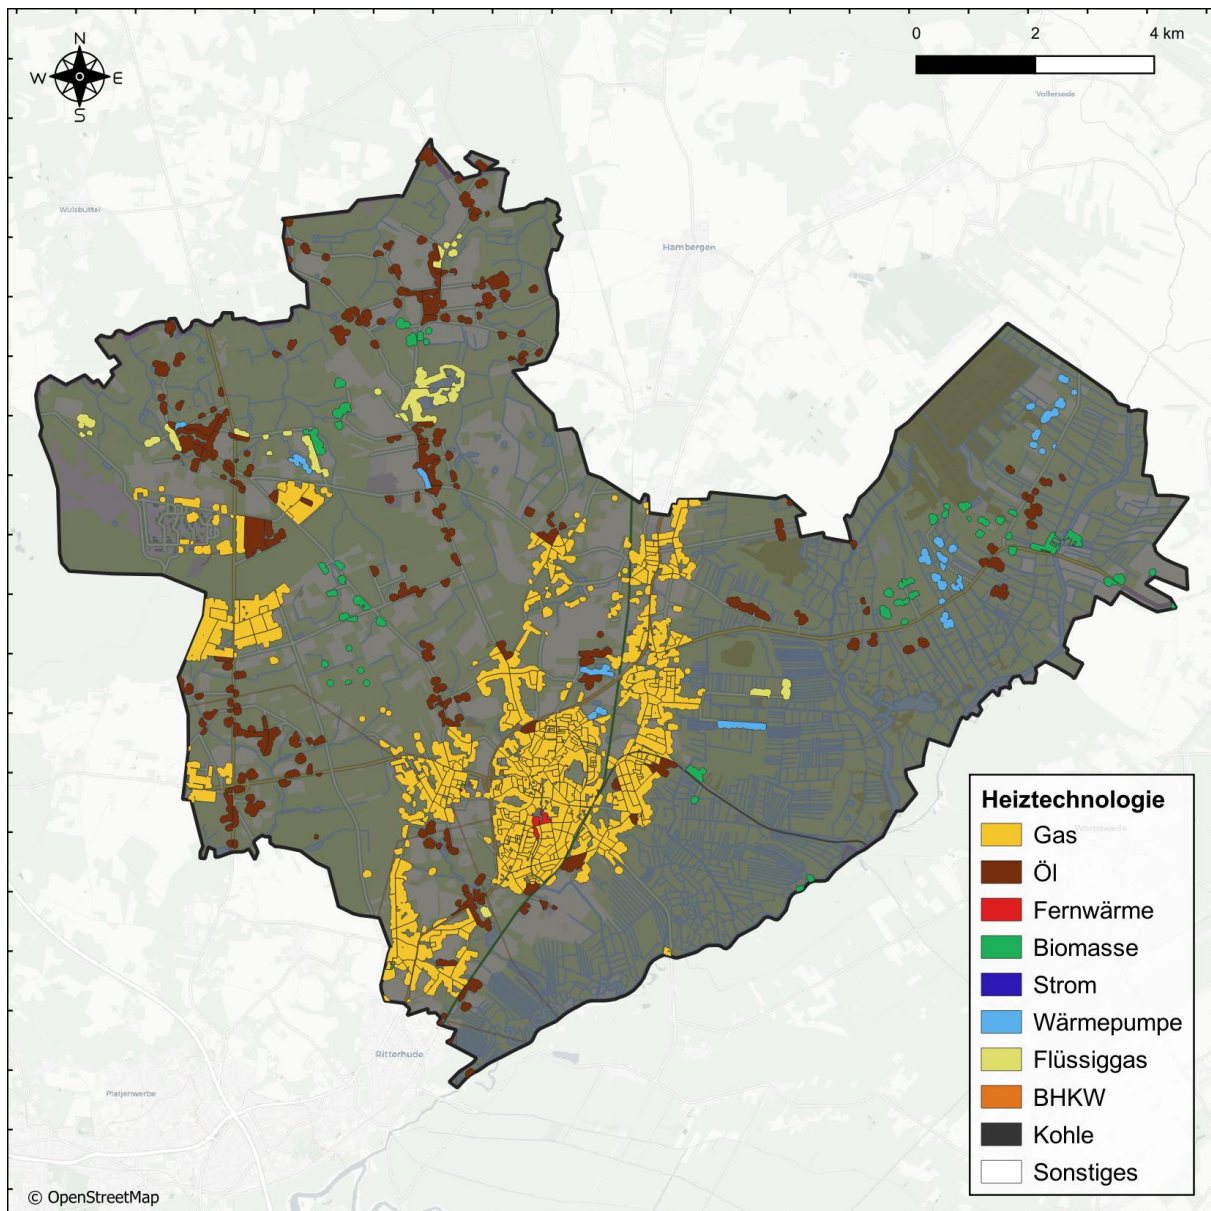 N
W E
S
0 2 4 km
Vollersode
Wulsbüttel
Hambergen
Heiztechnologie
Gas
Öl
Fernwärme
Worpswede
Biomasse
Strom
Wärmepumpe
Flüssiggas
BHKW
Kohle
Sonstiges
Ritterhude
Platjenwerbe
© OpenStreetMap